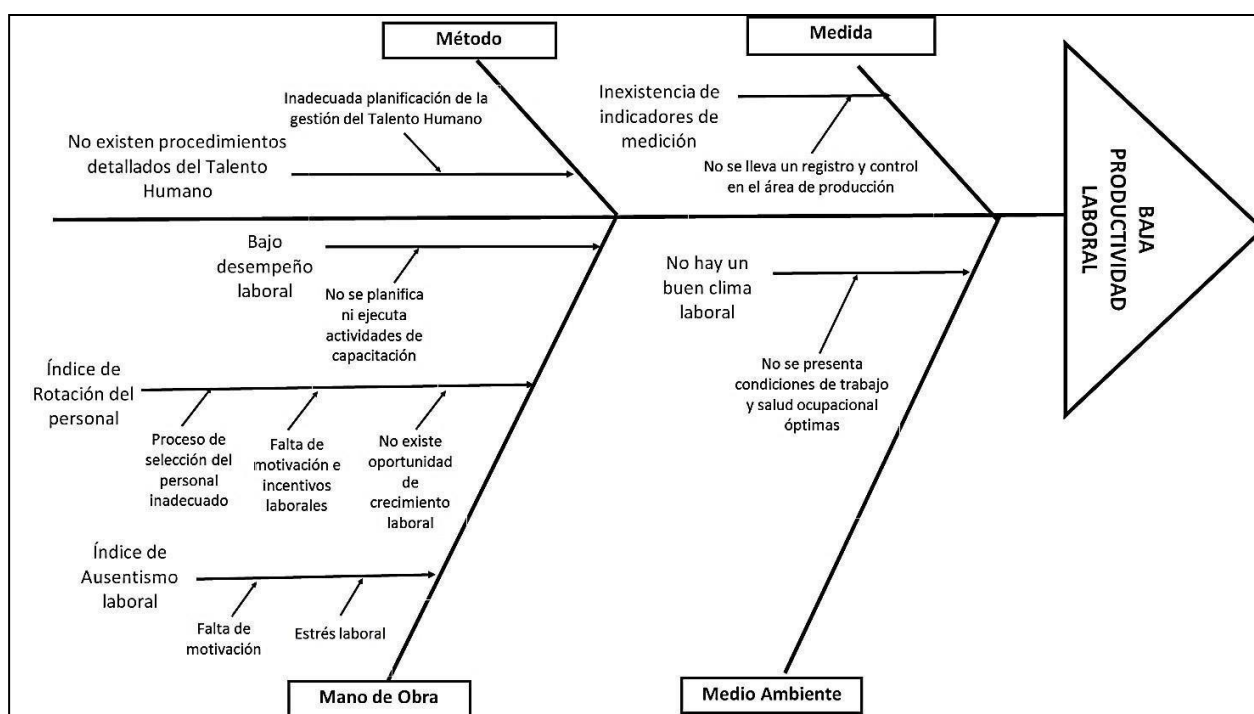 Método
Inadecuada planificación de la
gestión del Talento Humano
No existen procedimientos
detallados del Talento
Humano
Medida
Inexistencia de
indicadores de
medición
No se lleva un registro y control
en el área de producción
BAJA
PRODUCTIVIDAD
LABORAL
Bajo
desempeño
laboral
No se planifica
ni ejecuta
actividades de
capacitación
Índice de
Rotación del
personal
Proceso de
selección del
personal
inadecuado
Falta de
motivación e
incentivos
laborales
No existe
oportunidad
de
crecimiento
laboral
Índice de
Ausentismo
laboral
Falta de
motivación
Estrés laboral
Mano de Obra
No hay un
buen clima
laboral
No se presenta
condiciones de trabajo
y salud ocupacional
óptimas
Medio Ambiente